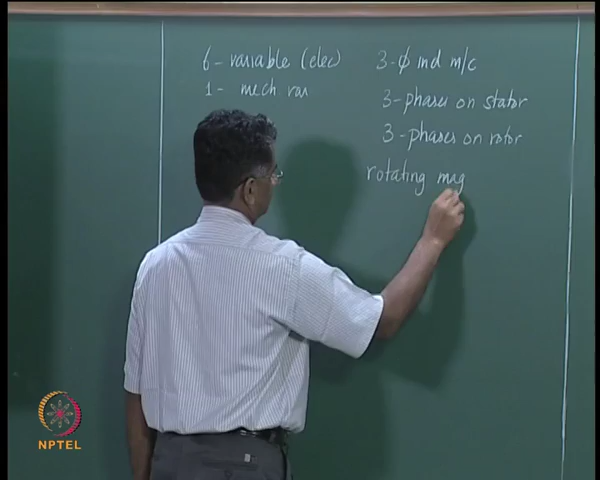 6- variable (elec)
1- mech var
3-φ ind m/c
3-phases on stator
3-phases on rotor
rotating mag
NPTEL